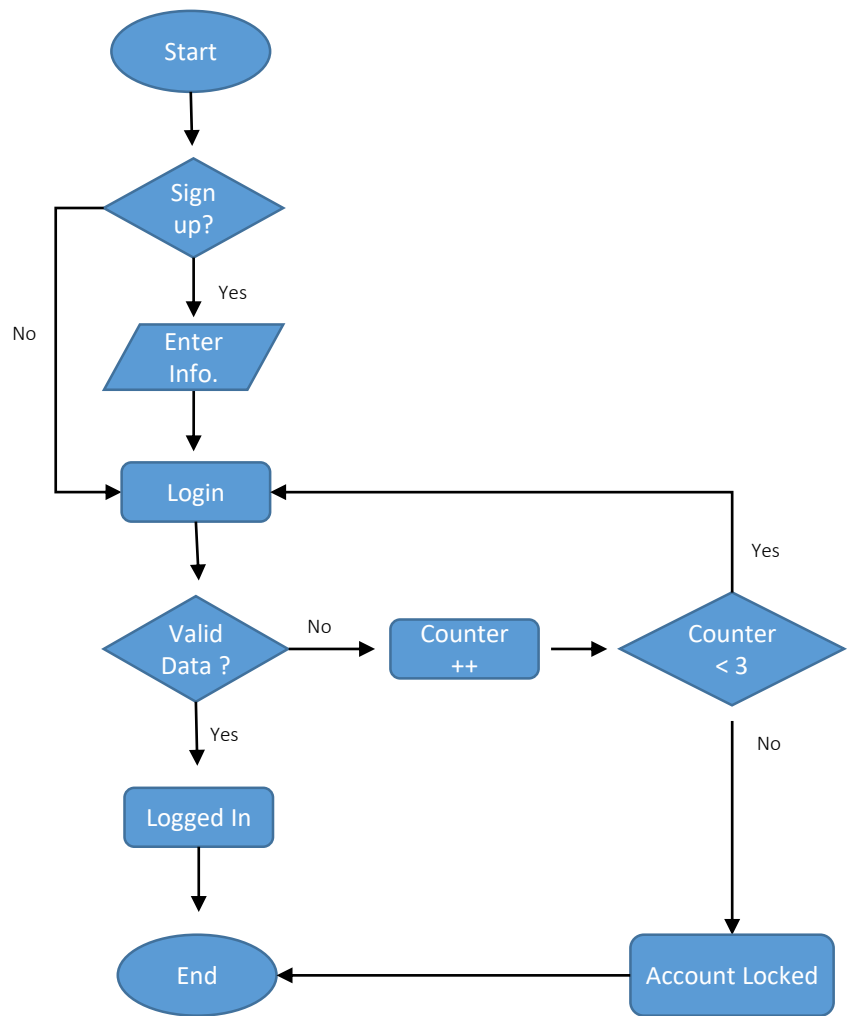 Start
Sign
up?
Yes
No
Enter
Info.
Login
Yes
Valid
Data ?
No
Counter
++
Counter
< 3
Yes
No
Logged In
End
Account Locked